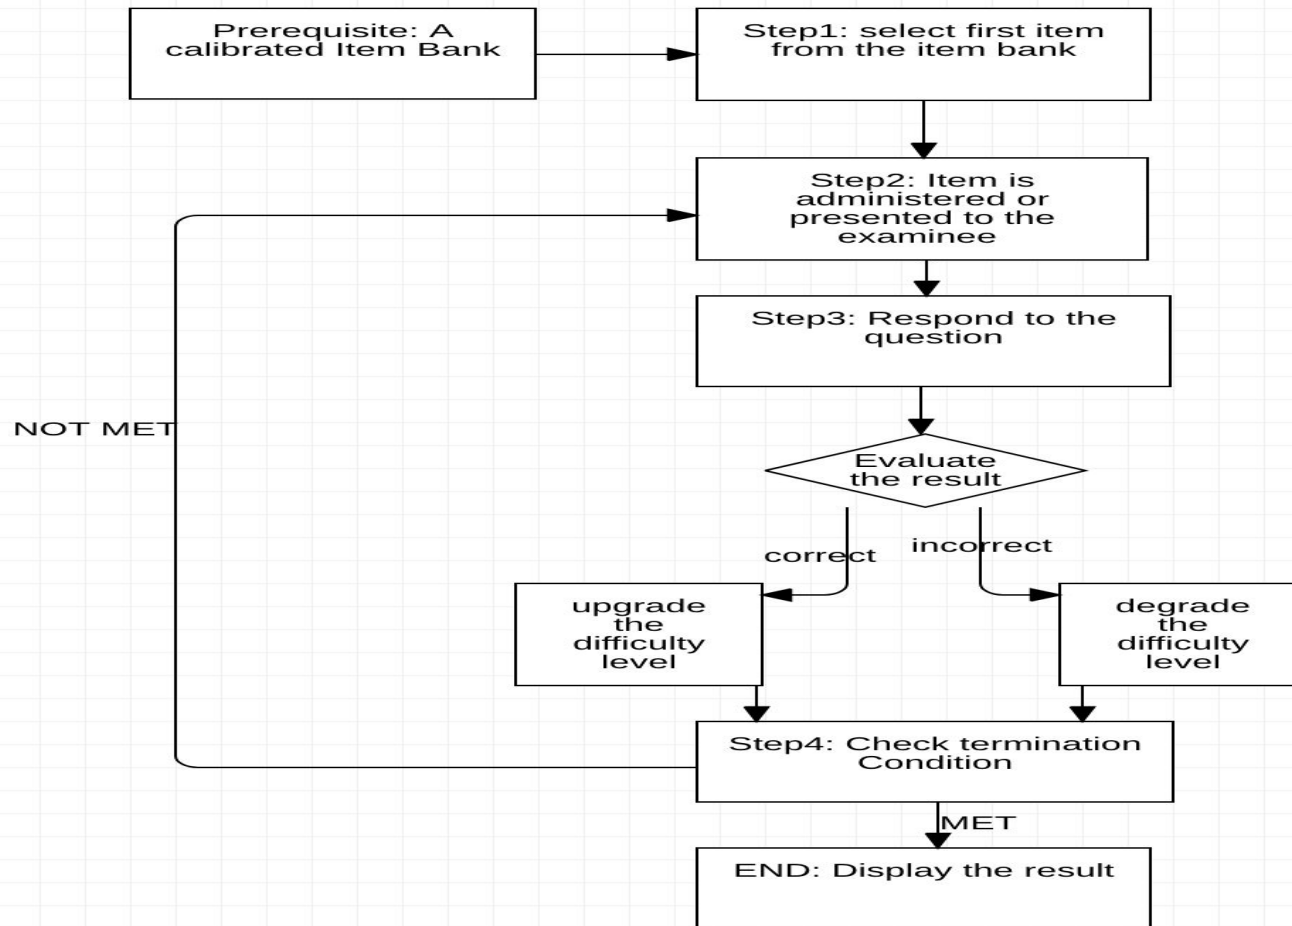 Prerequisite: A
calibrated Item Bank
Step1: select first item
from the item bank
Step2: Item is
administered or
presented to the
examinee
Step3: Respond to the
question
NOT MET
Evaluate
the result
correct
incorrect
upgrade
the
difficulty
level
degrade
the
difficulty
level
Step4: Check termination
Condition
MET
END: Display the result